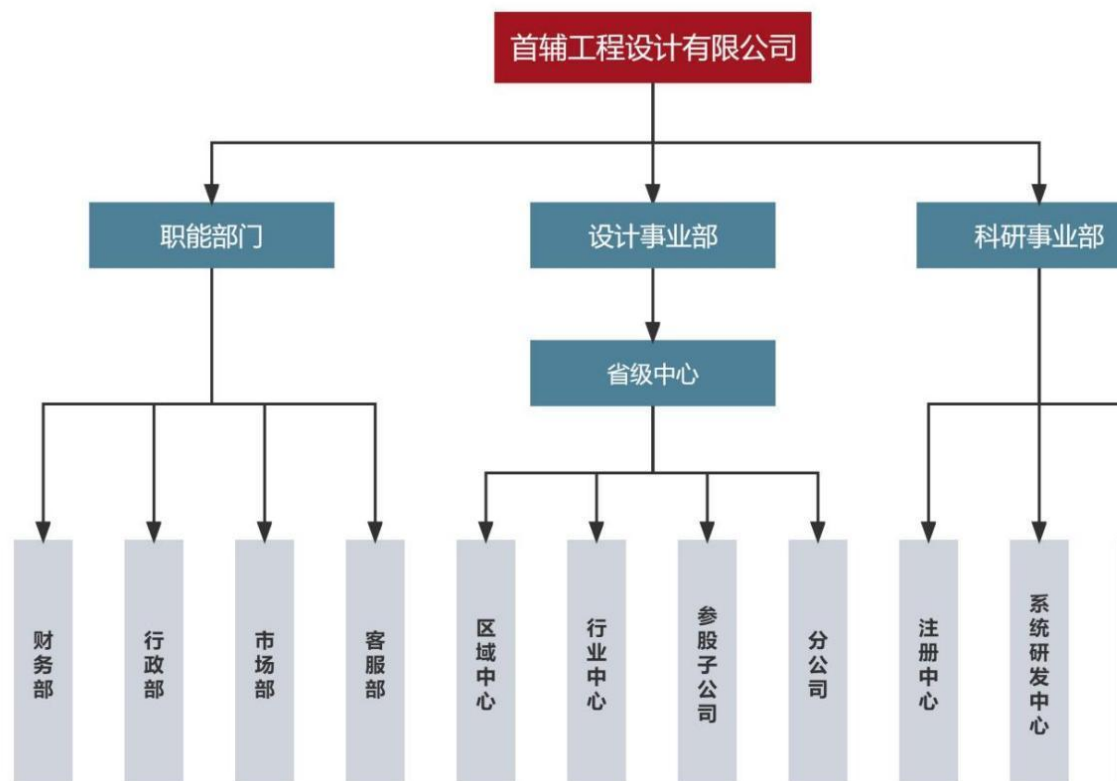 首辅工程设计有限公司
职能部门
设计事业部
科研事业部
省级中心
财务部
行政部
市场部
客服部
区域中心
行业中心
参股子公司
分公司
注册中心
系统研发中心